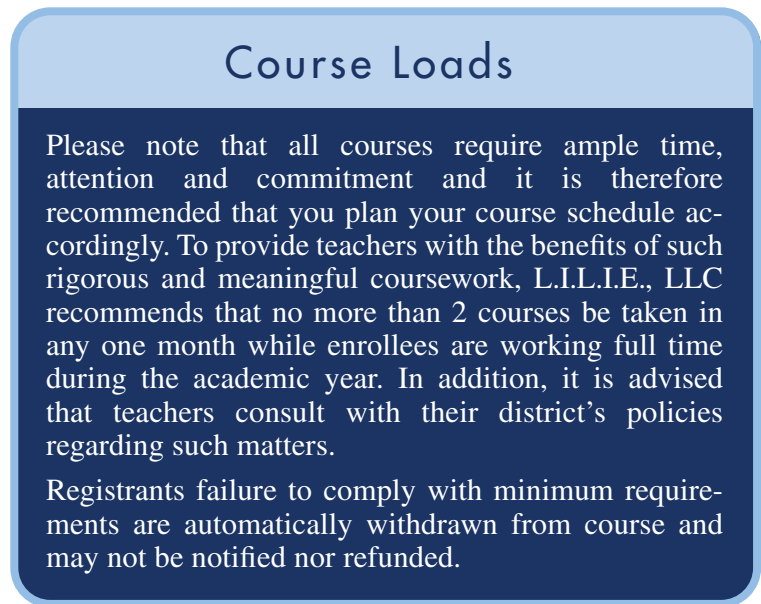 Course Loads
Please note that all courses require ample time,
attention and commitment and it is therefore
recommended that you plan your course schedule ac-
cordingly. To provide teachers with the benefits of such
rigorous and meaningful coursework, L.I.L.I.E., LLC
recommends that no more than 2 courses be taken in
any one month while enrollees are working full time
during the academic year. In addition, it is advised
that teachers consult with their district’s policies
regarding such matters.
Registrants failure to comply with minimum require-
ments are automatically withdrawn from course and
may not be notified nor refunded.